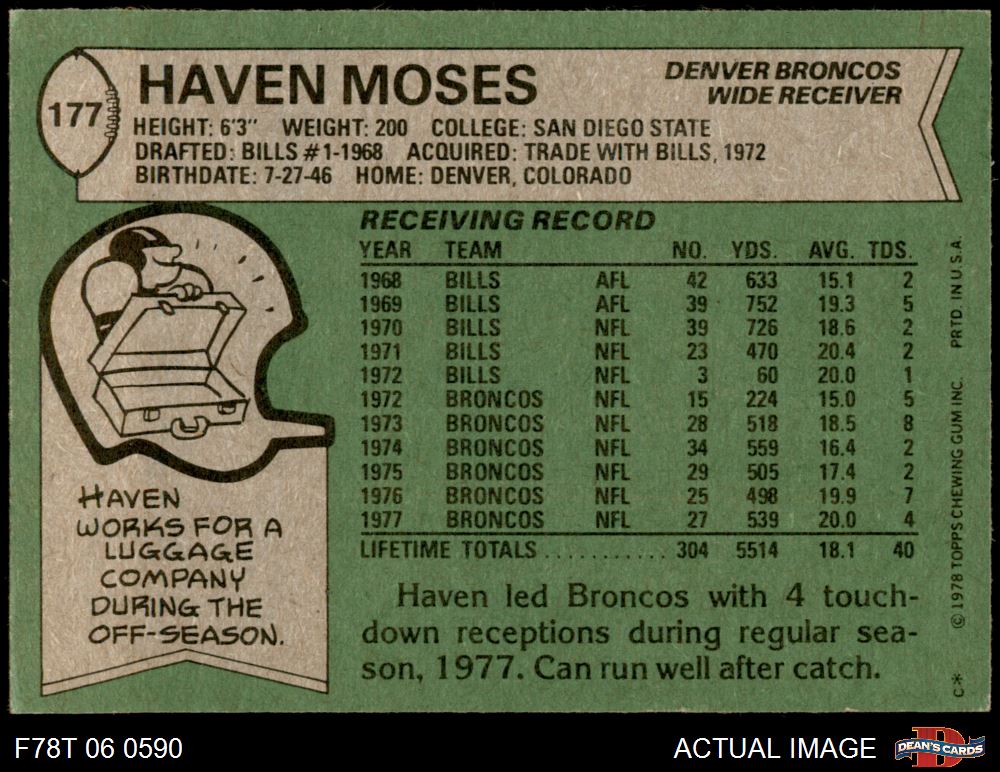 177
HAVEN MOSES
DENVER BRONCOS
WIDE RECEIVER
HEIGHT: 6'3" WEIGHT: 200 COLLEGE: SAN DIEGO STATE
DRAFTED: BILLS #1-1968 ACQUIRED: TRADE WITH BILLS, 1972
BIRTHDATE: 7-27-46 HOME: DENVER, COLORADO
RECEIVING RECORD
YEAR TEAM NO. YDS. AVG. TDS.
1968 BILLS AFL 42 633 15.1 2
1969 BILLS AFL 39 752 19.3 5
1970 BILLS NFL 39 726 18.6 2
1971 BILLS NFL 23 470 20.4 2
1972 BILLS NFL 3 60 20.0 1
1972 BRONCOS NFL 15 224 15.0 5
1973 BRONCOS NFL 28 518 18.5 8
1974 BRONCOS NFL 34 559 16.4 2
1975 BRONCOS NFL 29 505 17.4 2
1976 BRONCOS NFL 25 498 19.9 7
1977 BRONCOS NFL 27 539 20.0 4
LIFETIME TOTALS............ 304 5514 18.1 40
Haven led Broncos with 4 touch-
down receptions during regular sea-
son, 1977. Can run well after catch.
HAVEN
WORKS FOR A
LUGGAGE
COMPANY
DURING THE
OFF-SEASON.
C* © 1978 TOPPS CHEWING GUM INC. PRTD. IN U.S.A.
F78T 06 0590
ACTUAL IMAGE
D
DEAN'S CARDS